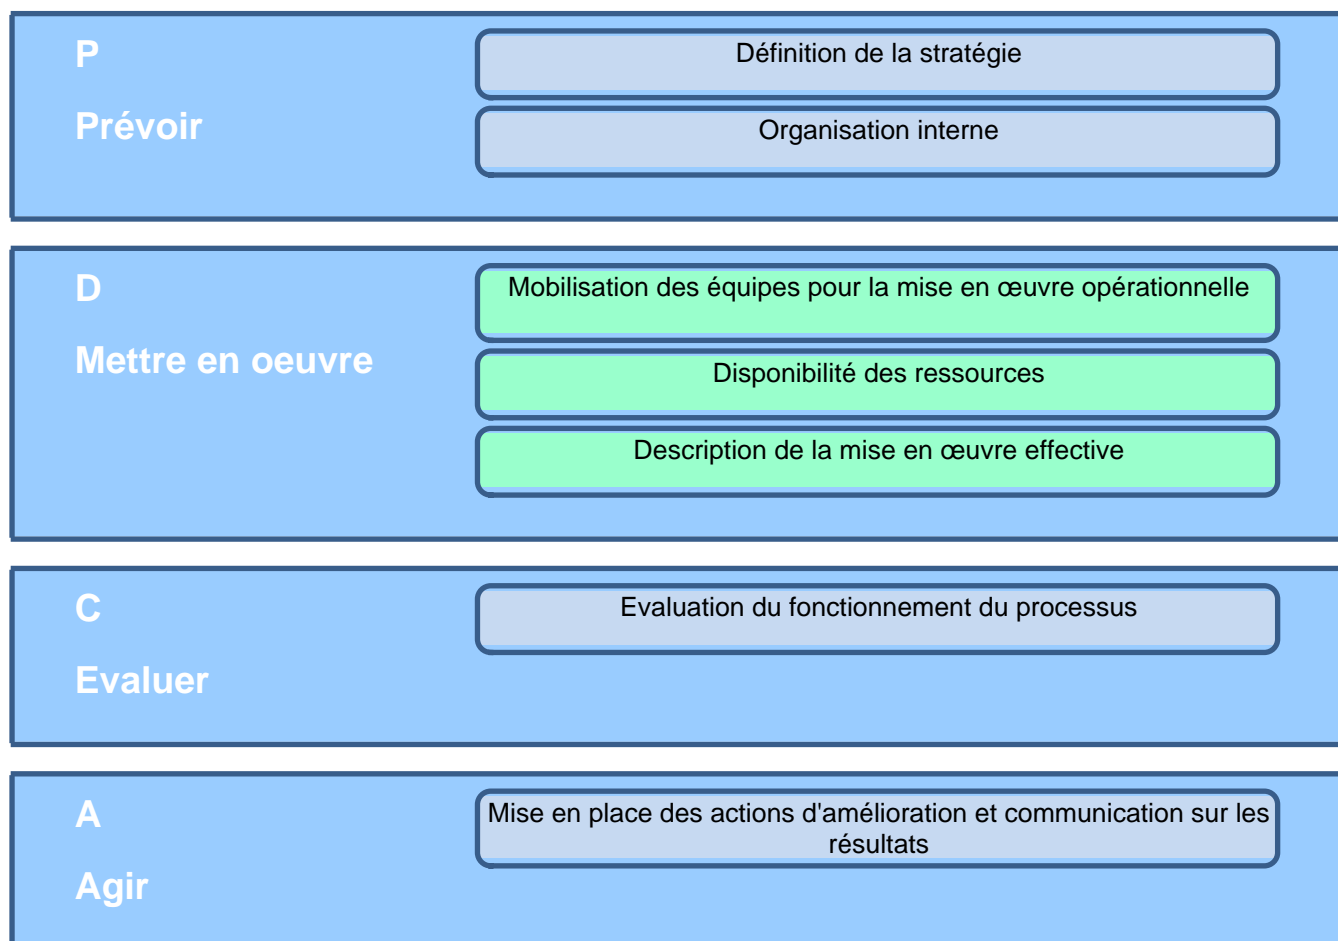 P
Prévoir
Définition de la stratégie
Organisation interne
D
Mettre en oeuvre
Mobilisation des équipes pour la mise en œuvre opérationnelle
Disponibilité des ressources
Description de la mise en œuvre effective
C
Evaluer
Evaluation du fonctionnement du processus
A
Agir
Mise en place des actions d'amélioration et communication sur les
résultats